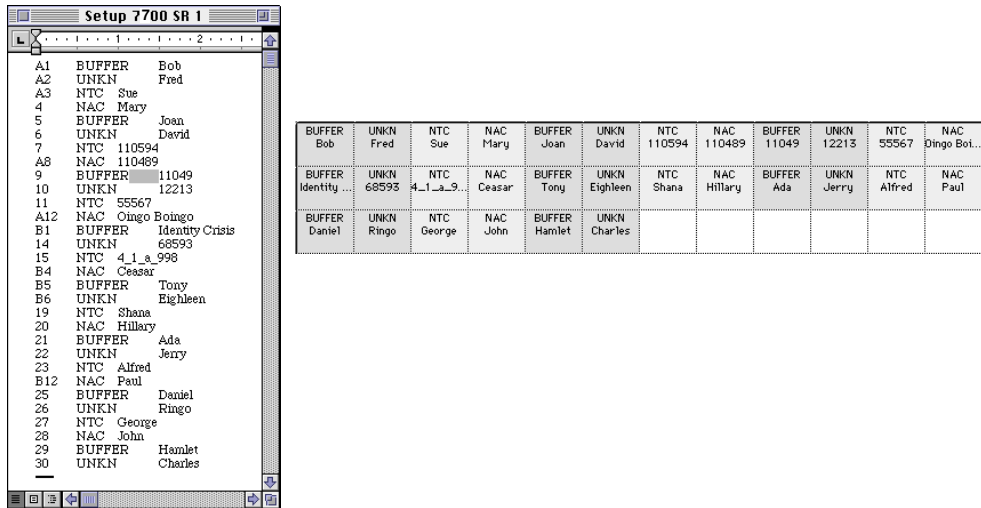 Setup 7700 SR 1
L 1 2
A1 BUFFER Bob
A2 UNKN Fred
A3 NTC Sue
4 NAC Mary
5 BUFFER Joan
6 UNKN David
7 NTC 110594
A8 NAC 110489
9 BUFFER 11049
10 UNKN 12213
11 NTC 55567
A12 NAC Oingo Boingo
B1 BUFFER Identity Crisis
14 UNKN 68593
15 NTC 4_1_a_998
B4 NAC Ceasar
B5 BUFFER Tony
B6 UNKN Eighleen
19 NTC Shana
20 NAC Hillary
21 BUFFER Ada
22 UNKN Jerry
23 NTC Alfred
B12 NAC Paul
25 BUFFER Daniel
26 UNKN Ringo
27 NTC George
28 NAC John
29 BUFFER Hamlet
30 UNKN Charles
BUFFER UNKN NTC NAC BUFFER UNKN NTC NAC BUFFER UNKN NTC NAC
Bob Fred Sue Mary Joan David 110594 110489 11049 12213 55567 Oingo Boi...
BUFFER UNKN NTC NAC BUFFER UNKN NTC NAC BUFFER UNKN NTC NAC
Identity ... 68593 4_1_a_9... Ceasar Tony Eighleen Shana Hillary Ada Jerry Alfred Paul
BUFFER UNKN NTC NAC BUFFER UNKN
Daniel Ringo George John Hamlet Charles